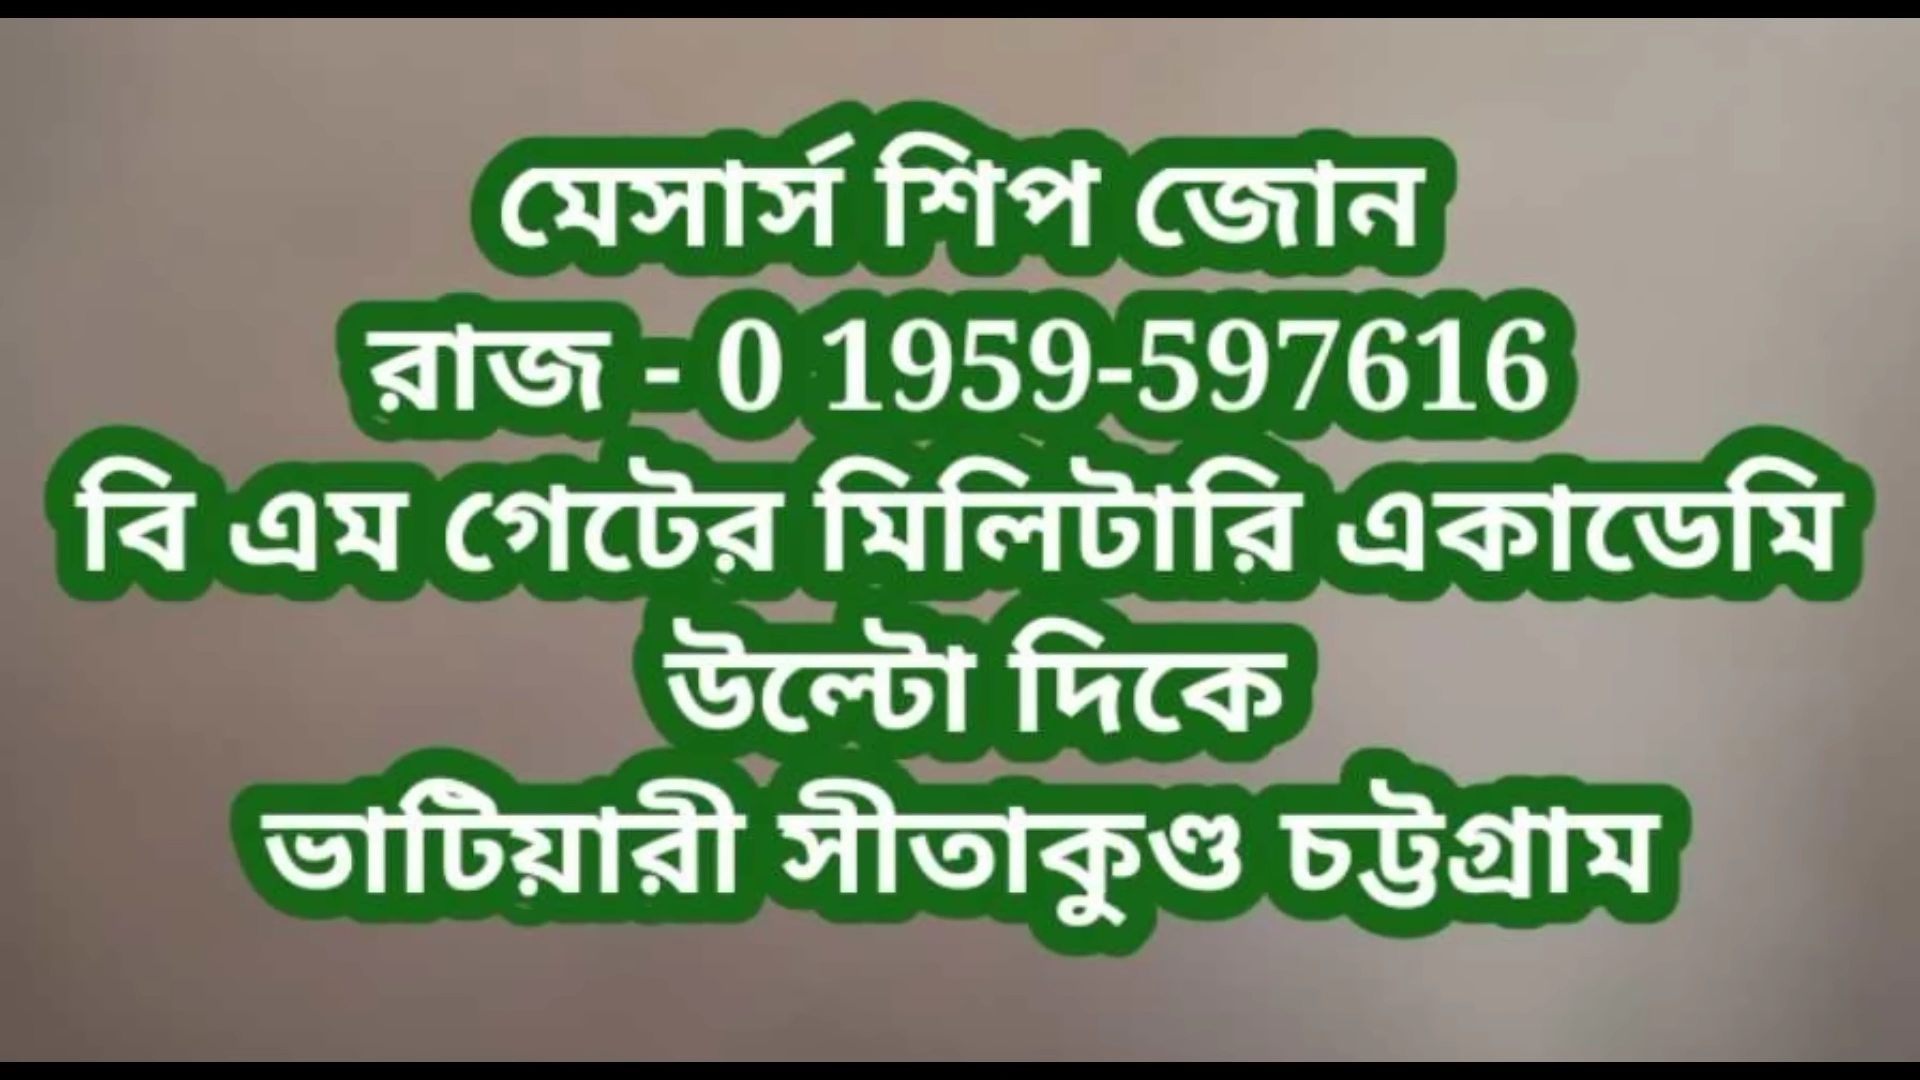 মেসার্স শিপ জোন
রাজ - 0 1959-597616
বি এম গেটের মিলিটারি একাডেমি
উল্টো দিকে
ভাটিয়ারী সীতাকুণ্ড চট্টগ্রাম